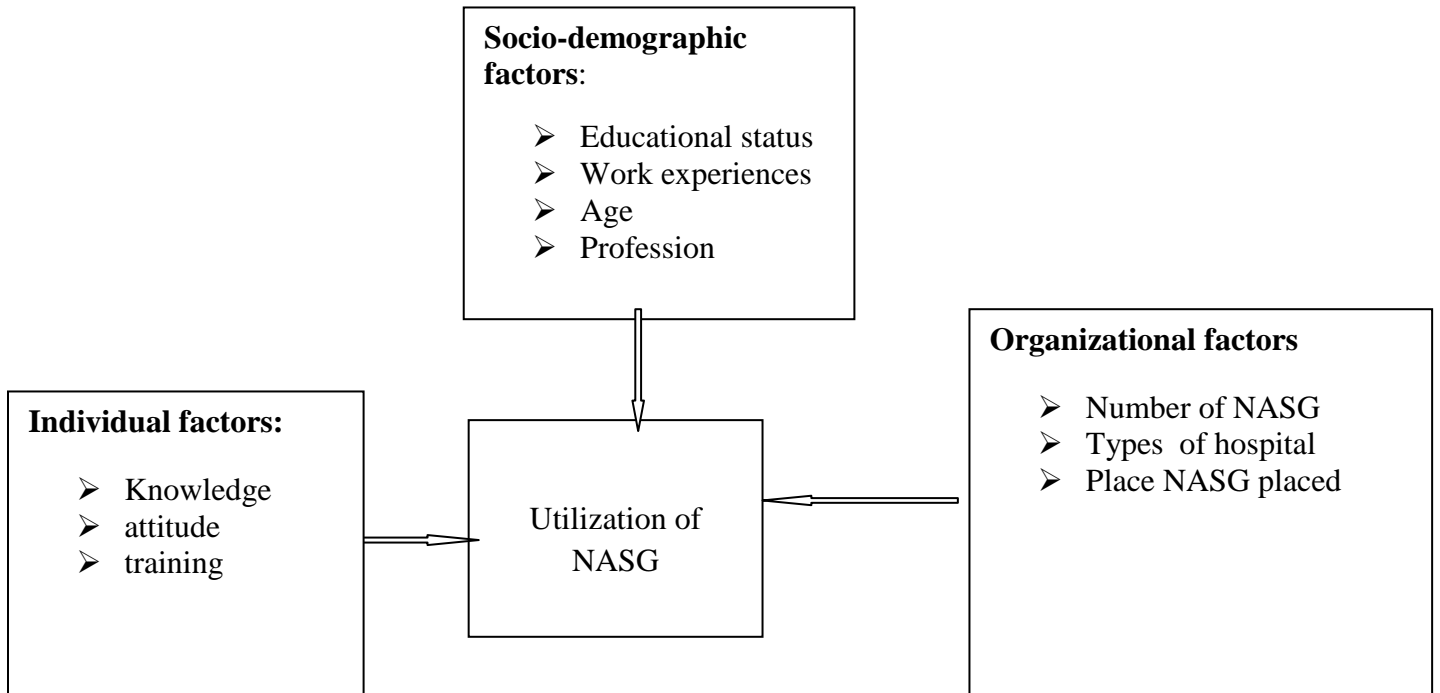 Socio-demographic
factors:
➢ Educational status
➢ Work experiences
➢ Age
➢ Profession
Individual factors:
➢ Knowledge
➢ attitude
➢ training
Utilization of
NASG
Organizational factors
➢ Number of NASG
➢ Types of hospital
➢ Place NASG placed